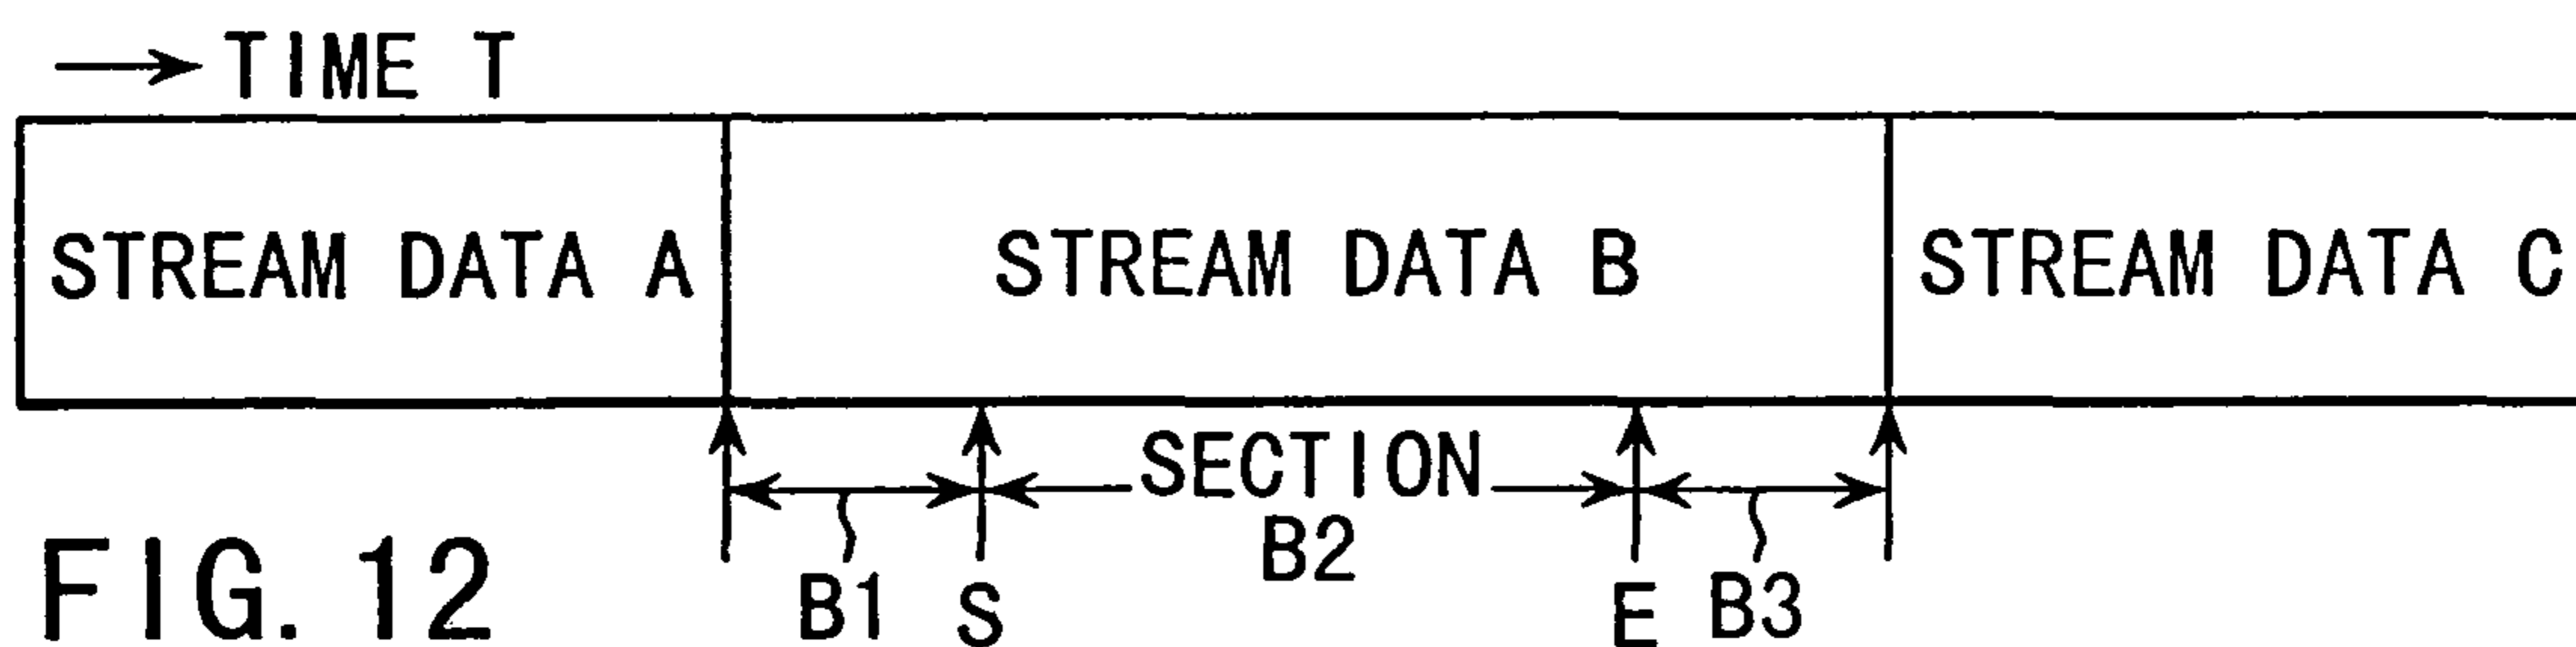 TIME T
STREAM DATA A
STREAM DATA B
STREAM DATA C
SECTION
B2
B1
S
E
B3
FIG. 12